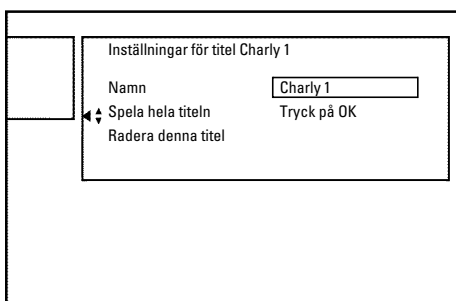 Inställningar för titel Charly 1
Namn Charly 1
Spela hela titeln Tryck på OK
Radera denna titel